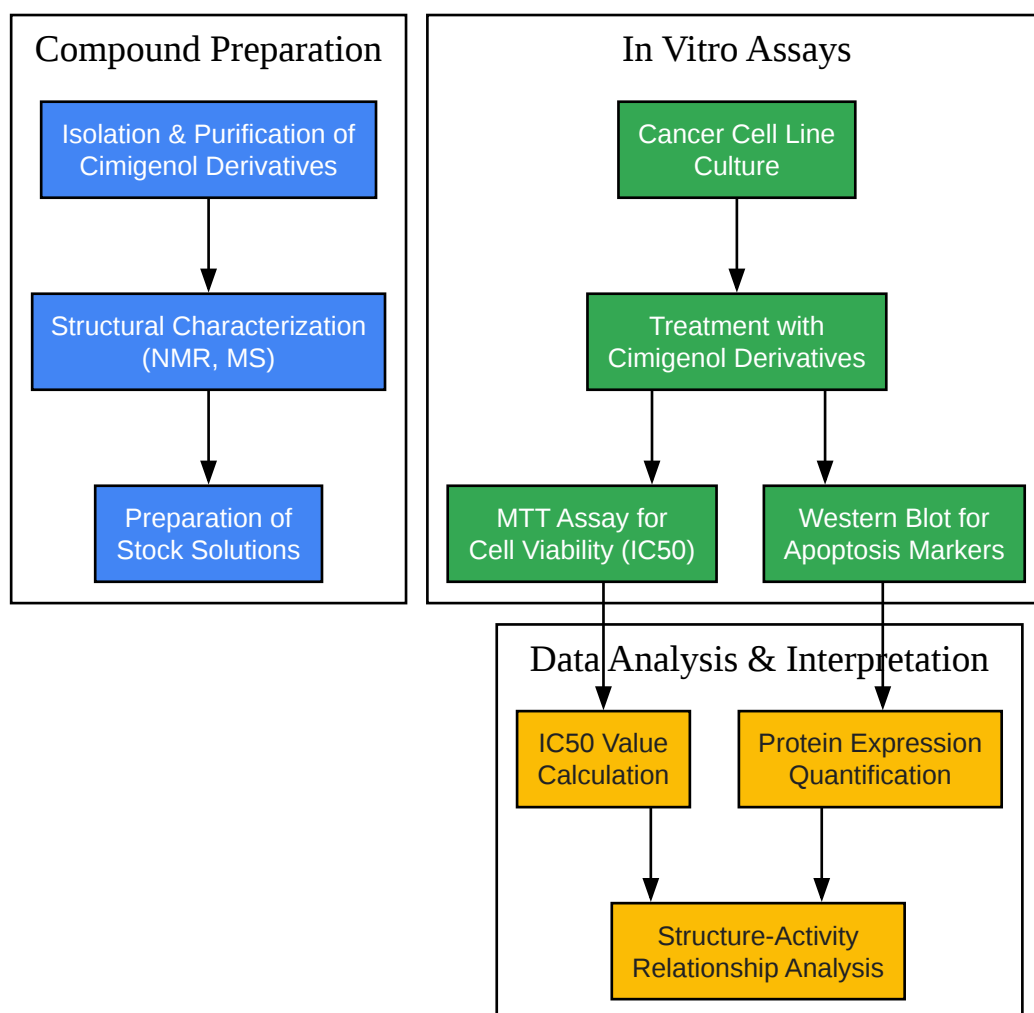 Compound Preparation
Isolation & Purification of
Cimigenol Derivatives
Structural Characterization
(NMR, MS)
Preparation of
Stock Solutions
In Vitro Assays
Cancer Cell Line
Culture
Treatment with
Cimigenol Derivatives
MTT Assay for
Cell Viability (IC50)
Western Blot for
Apoptosis Markers
Data Analysis & Interpretation
IC50 Value
Calculation
Protein Expression
Quantification
Structure-Activity
Relationship Analysis